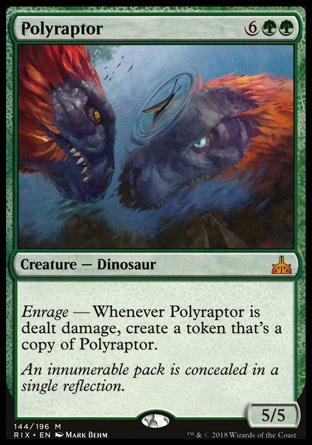 Polyraptor 6
Creature — Dinosaur
Enrage — Whenever Polyraptor is
dealt damage, create a token that's a
copy of Polyraptor.
An innumerable pack is concealed in a
single reflection.
5/5
144/196 M
RIX • EN Mark Behm
™ & © 2018 Wizards of the Coast